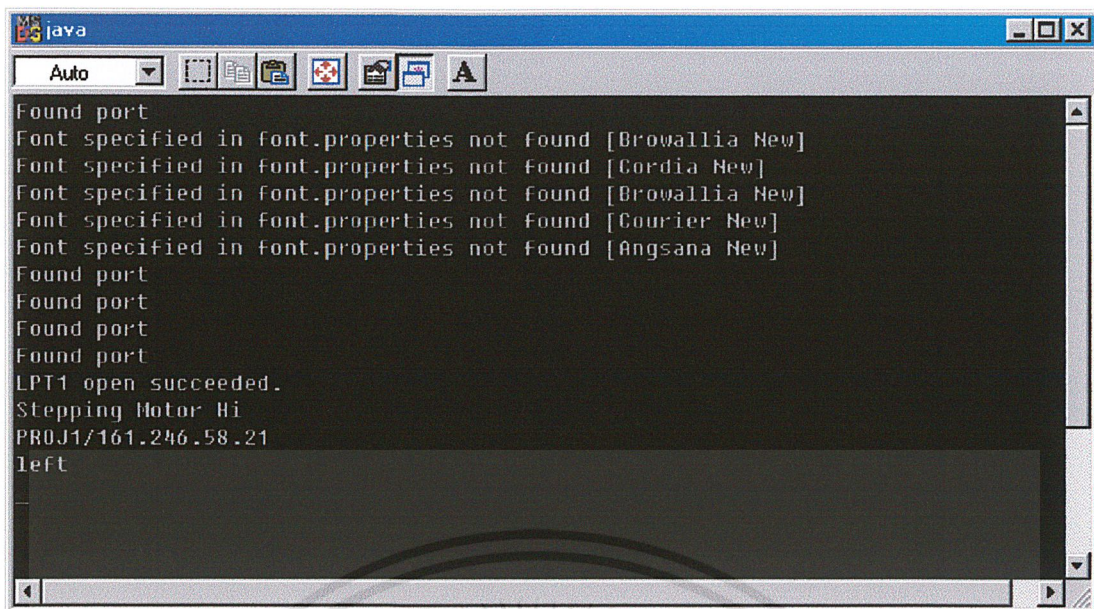 MS DOS java
Auto A
Found port
Font specified in font.properties not found [Browallia New]
Font specified in font.properties not found [Cordia New]
Font specified in font.properties not found [Browallia New]
Font specified in font.properties not found [Courier New]
Font specified in font.properties not found [Angsana New]
Found port
Found port
Found port
Found port
LPT1 open succeeded.
Stepping Motor Hi
PROJ1/161.246.58.21
left